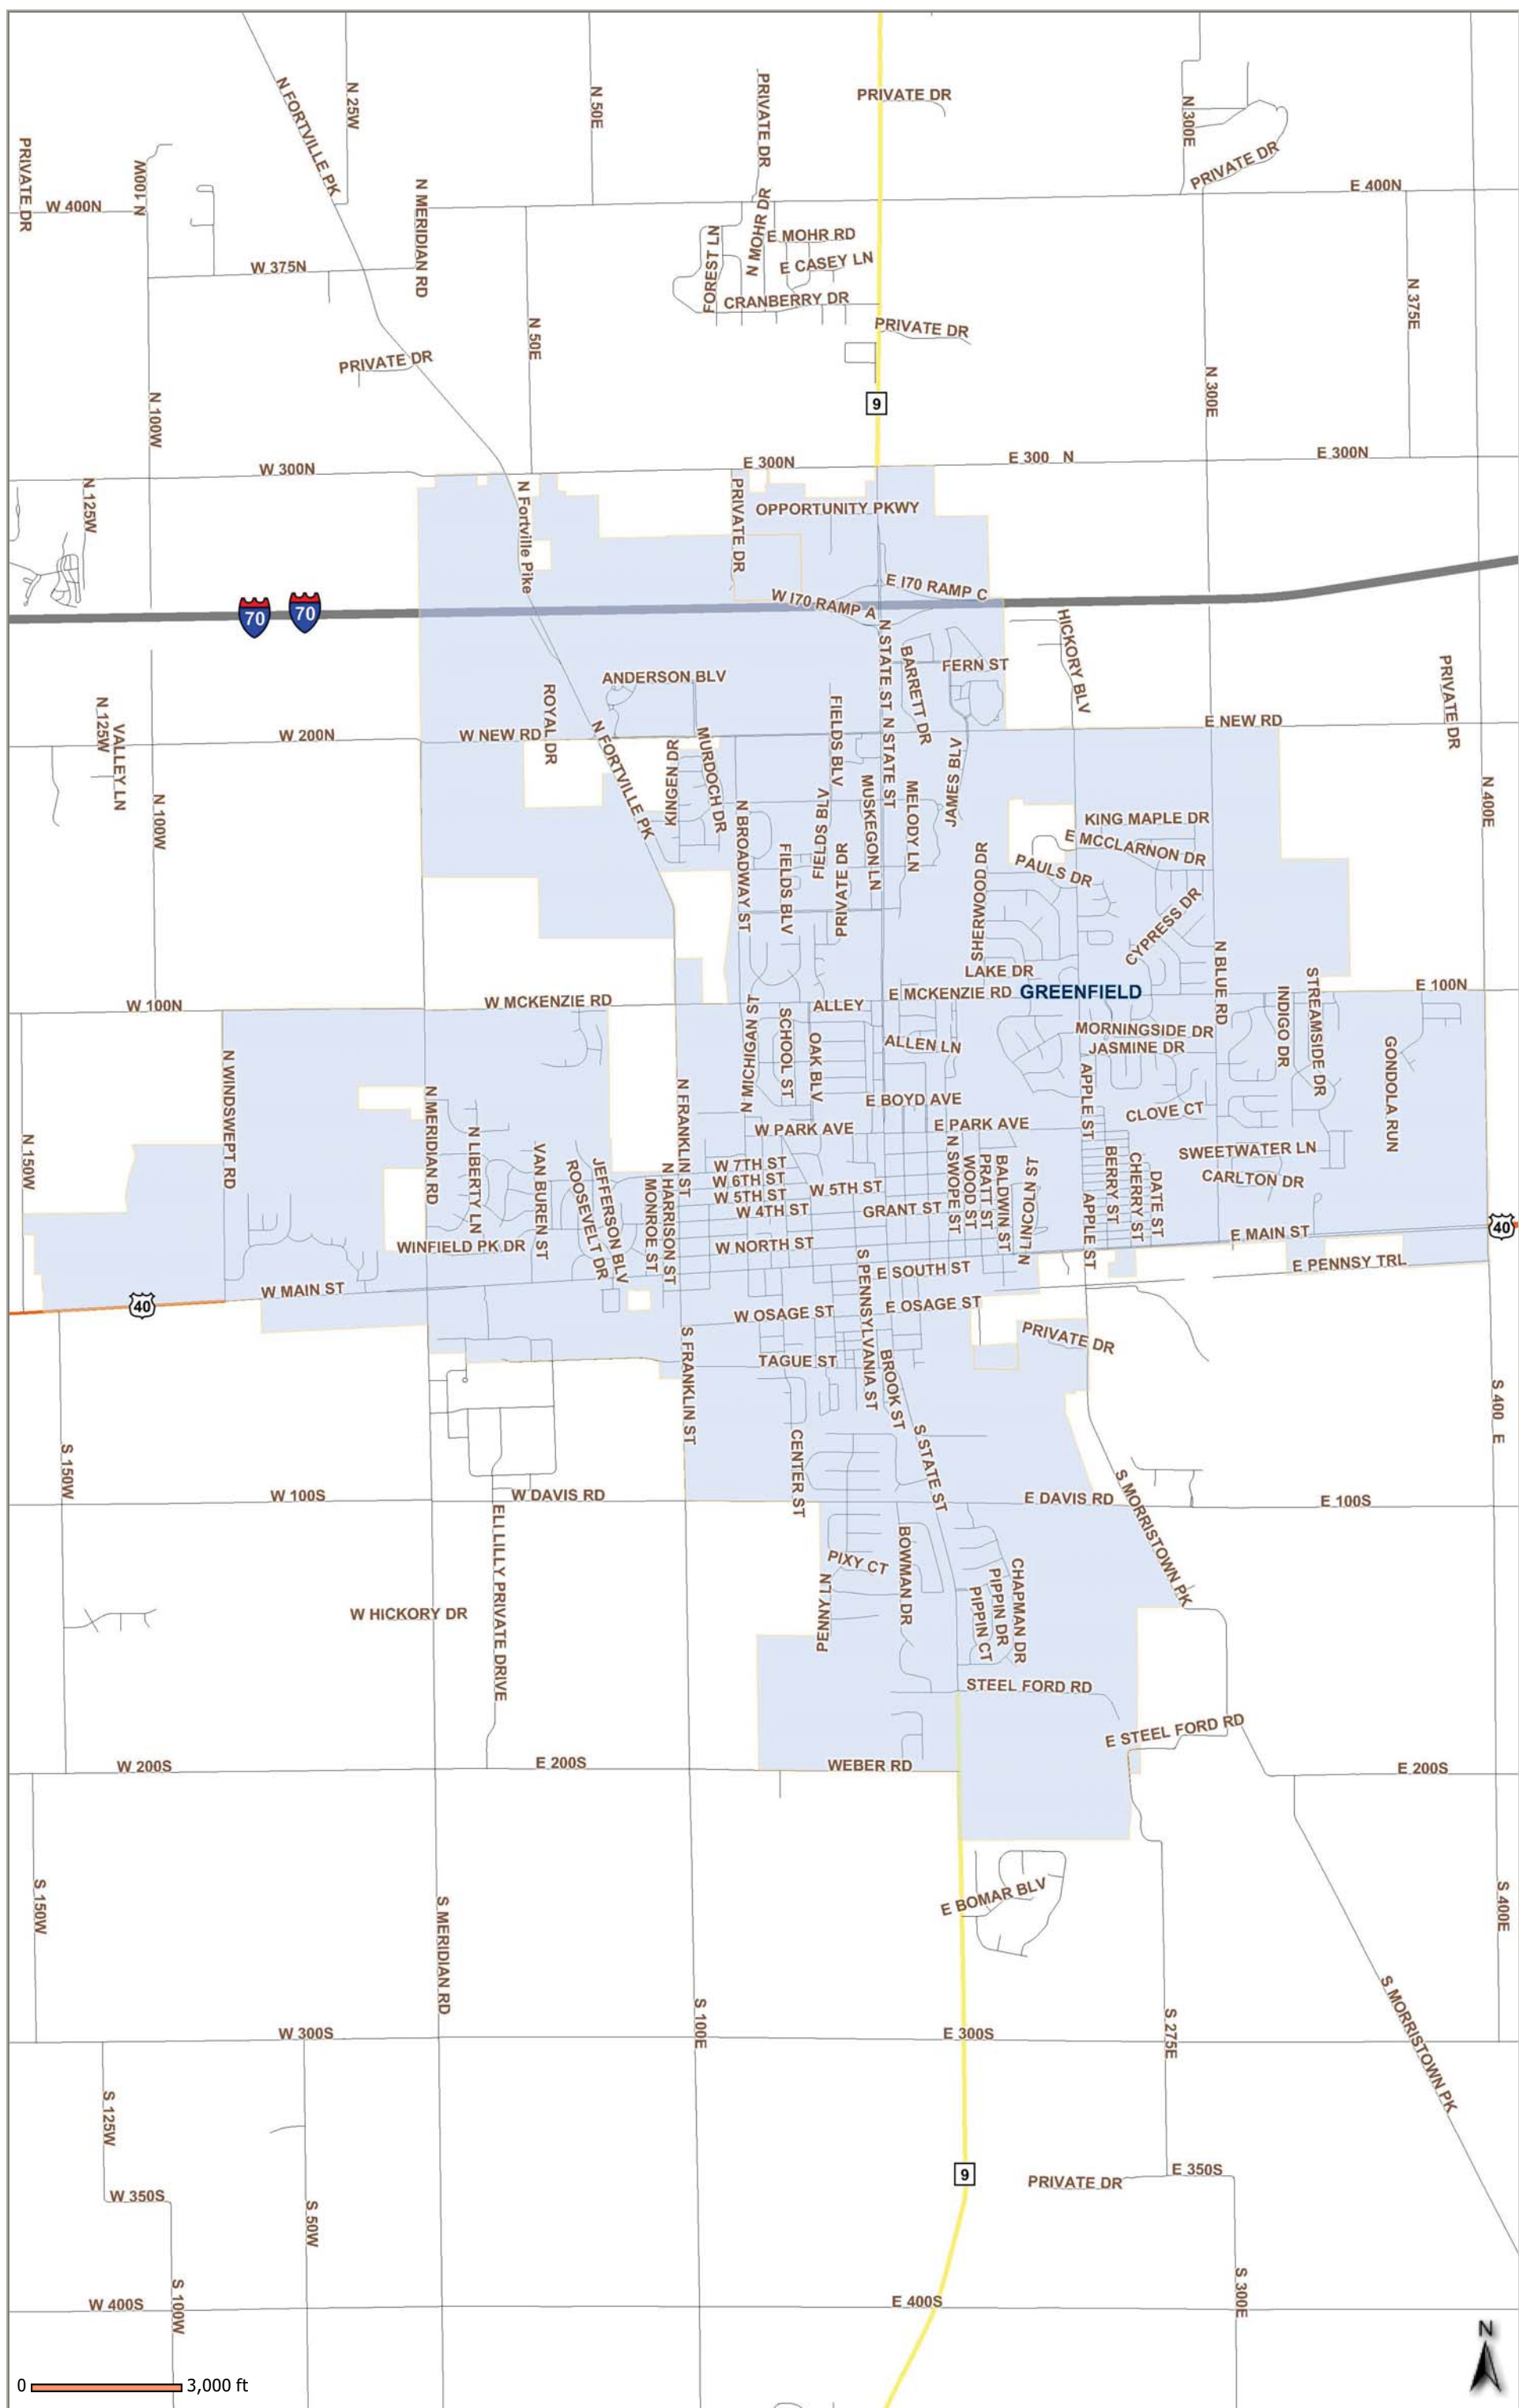 PRIVATE DR
N FORTVILLE PK
N 25W
N 50E
PRIVATE DR
PRIVATE DR
N 300E
PRIVATE DR
N 100W
W 400N
N MERIDIAN RD
E 400N
FOREST LN
N MOHR DR
E MOHR RD
E CASEY LN
W 375N
CRANBERRY DR
N 375E
N 50E
PRIVATE DR
PRIVATE DR
N 100W
9
N 300E
W 300N
E 300N
E 300 N
E 300N
N 125W
N Fortville Pike
PRIVATE DR
OPPORTUNITY PKWY
E I70 RAMP C
W I70 RAMP A
70
70
HICKORY BLV
N STATE ST
BARRETT DR
FERN ST
ANDERSON BLV
ROYAL DR
FIELDS BLV
PRIVATE DR
N 125W
VALLEY LN
W 200N
W NEW RD
N FORTVILLE PK
KINGEN DR
MURDOCH DR
N STATE ST
JAMES BLV
E NEW RD
N 400E
N 100W
N BROADWAY ST
FIELDS BLV
FIELDS BLV
PRIVATE DR
MUSKEGON LN
MELODY LN
SHERWOOD DR
KING MAPLE DR
E MCCLARNON DR
PAULS DR
CYPRESS DR
LAKE DR
N BLUE RD
W 100N
W MCKENZIE RD
ALLEY
E MCKENZIE RD
GREENFIELD
E 100N
N MICHIGAN ST
SCHOOL ST
OAK BLV
ALLEN LN
MORNINGSIDE DR
JASMINE DR
INDIGO DR
STREAMSIDE DR
GONDOLA RUN
N WINDSWEPT RD
N MERIDIAN RD
N FRANKLIN ST
E BOYD AVE
APPLE ST
CLOVE CT
N 150W
N LIBERTY LN
VAN BUREN ST
ROOSEVELT DR
JEFFERSON BLV
MONROE ST
N HARRISON ST
W PARK AVE
E PARK AVE
W 7TH ST
W 6TH ST
W 5TH ST
W 5TH ST
W 4TH ST
GRANT ST
N SWOPE ST
WOOD ST
PRATT ST
BALDWIN ST
N LINCOLN ST
APPLE ST
BERRY ST
CHERRY ST
DATE ST
SWEETWATER LN
CARLTON DR
WINFIELD PK DR
W NORTH ST
E MAIN ST
40
E PENNSY TRL
W MAIN ST
40
S PENNSYLVANIA ST
E SOUTH ST
W OSAGE ST
E OSAGE ST
PRIVATE DR
S FRANKLIN ST
TAGUE ST
BROOK ST
S 400 E
S 150W
CENTER ST
S STATE ST
W 100S
W DAVIS RD
E DAVIS RD
S MORRISTOWN PK
E 100S
ELI LILLY PRIVATE DRIVE
PIXY CT
PENNY LN
BOWMAN DR
PIPPIN CT
PIPPIN DR
CHAPMAN DR
W HICKORY DR
STEEL FORD RD
E STEEL FORD RD
W 200S
E 200S
WEBER RD
E 200S
S 150W
S MERIDIAN RD
E BOMAR BLV
S 400E
S MORRISTOWN PK
S 100E
S 275E
W 300S
E 300S
S 125W
9
PRIVATE DR
E 350S
W 350S
S 50W
S 100W
S 300E
W 400S
E 400S
N
0
3,000 ft